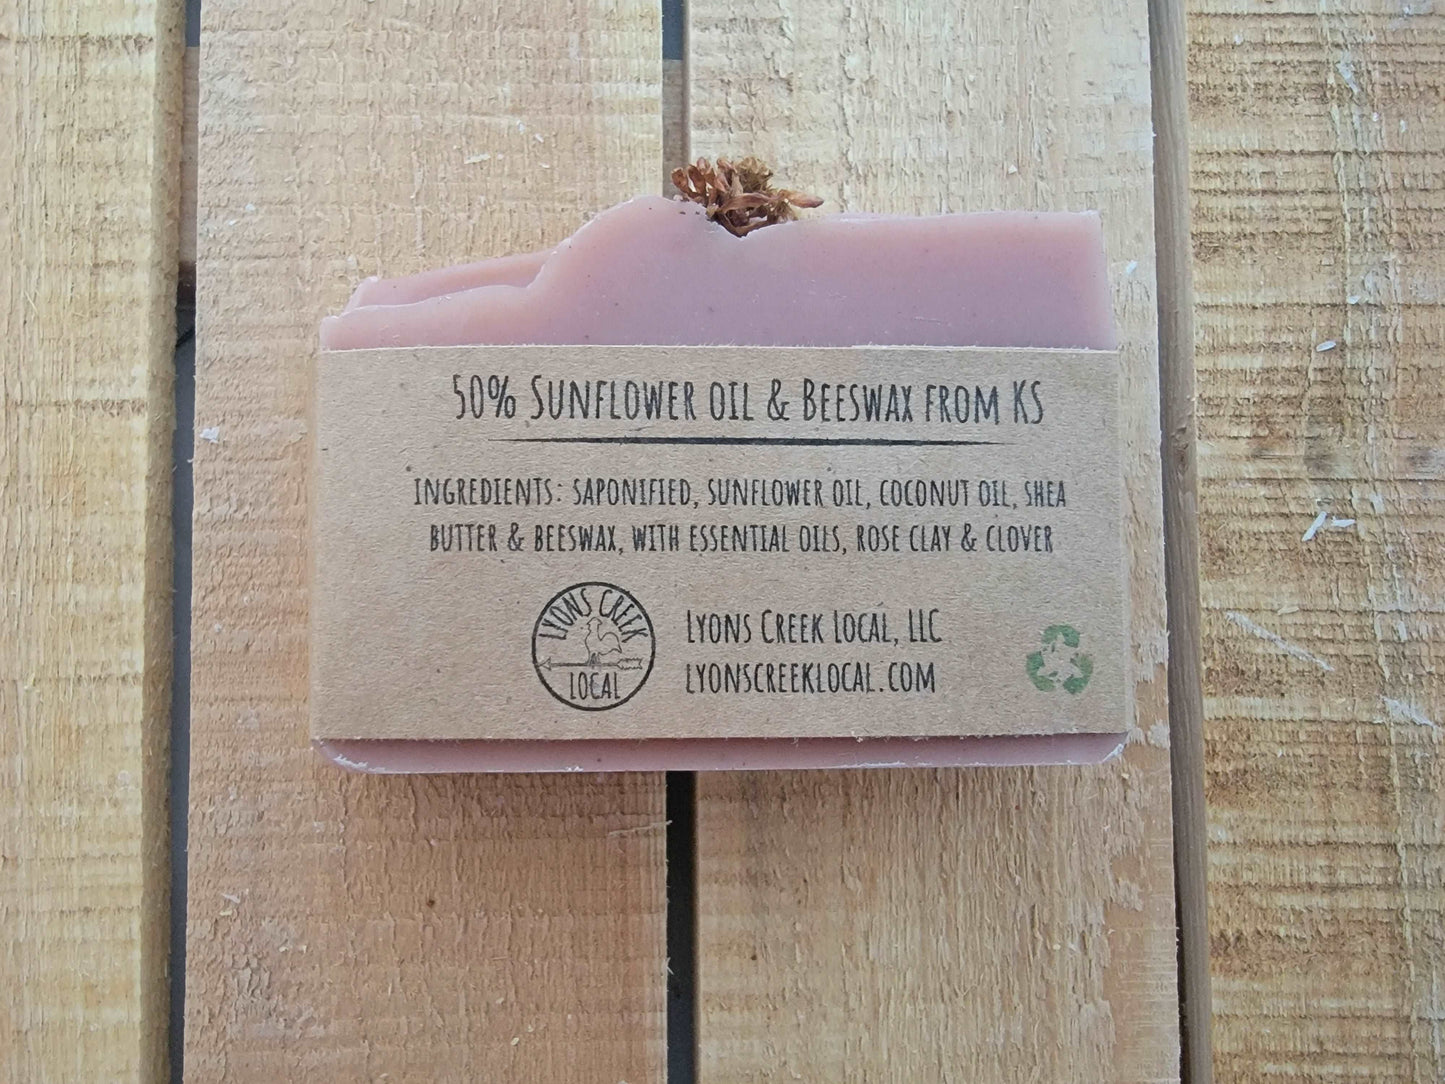 50% Sunflower oil & Beeswax from KS
Ingredients: saponified, sunflower oil, coconut oil, shea
butter & beeswax, with essential oils, rose clay & clover
LYONS CREEK
LOCAL
Lyons Creek Local, LLC
lyonscreeklocal.com